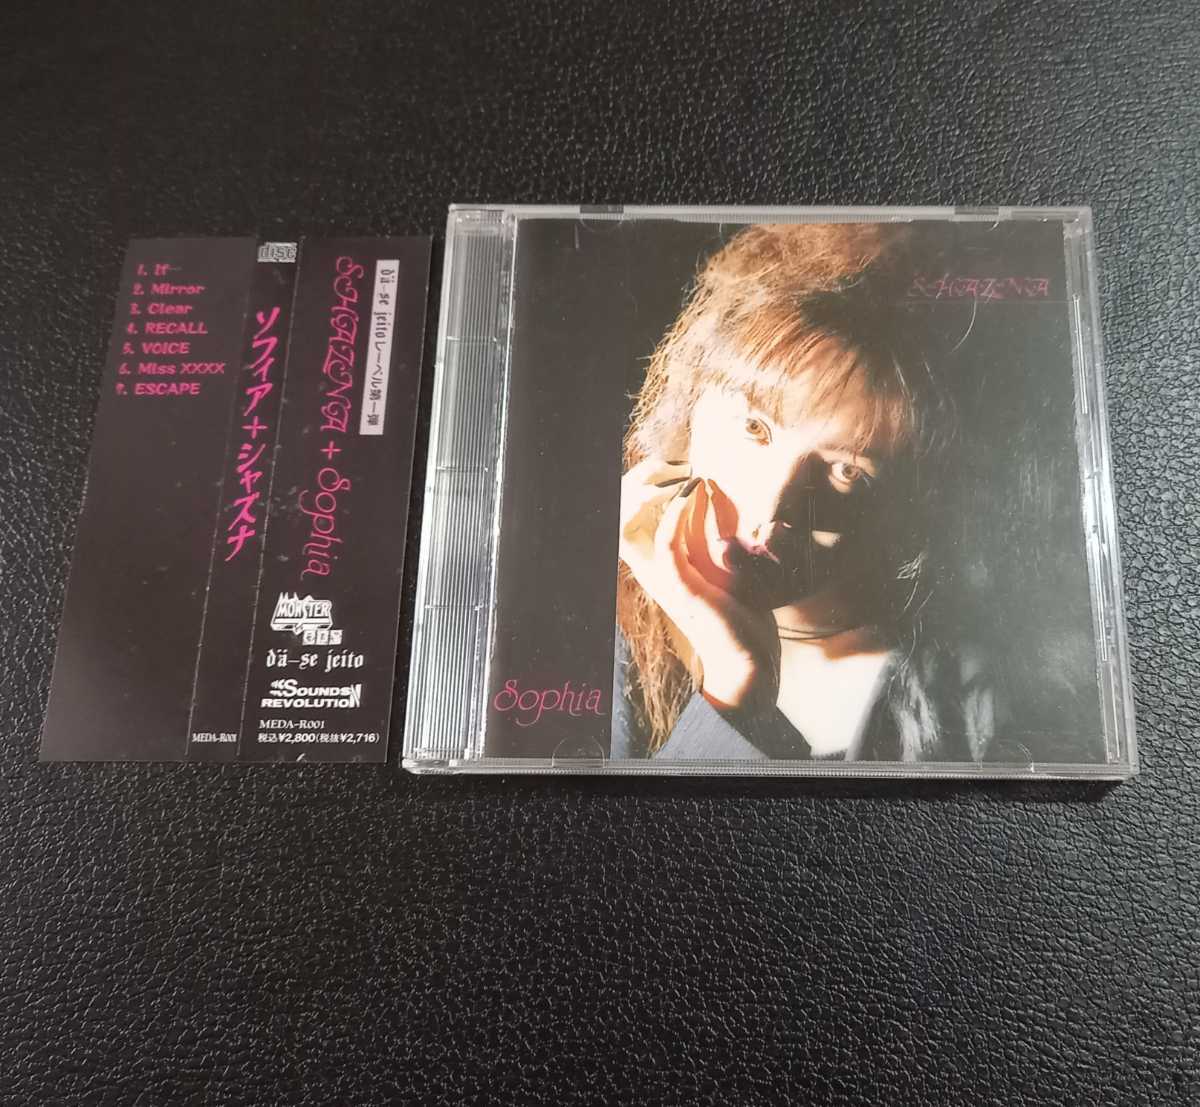 1. If…
2. Mirror
3. Clear
4. RECALL
5. VOICE
6. Miss XXXX
7. ESCAPE
disc
ソフィア+シャズナ
MEDA-R001
dä-se jeitoレーベル第一弾
SHAZNA + Sophia
MONSTER
dä-se jeito
SOUNDS
REVOLUTION
MEDA-R001
税込¥2,800(税抜¥2,716)
SHAZNA
Sophia